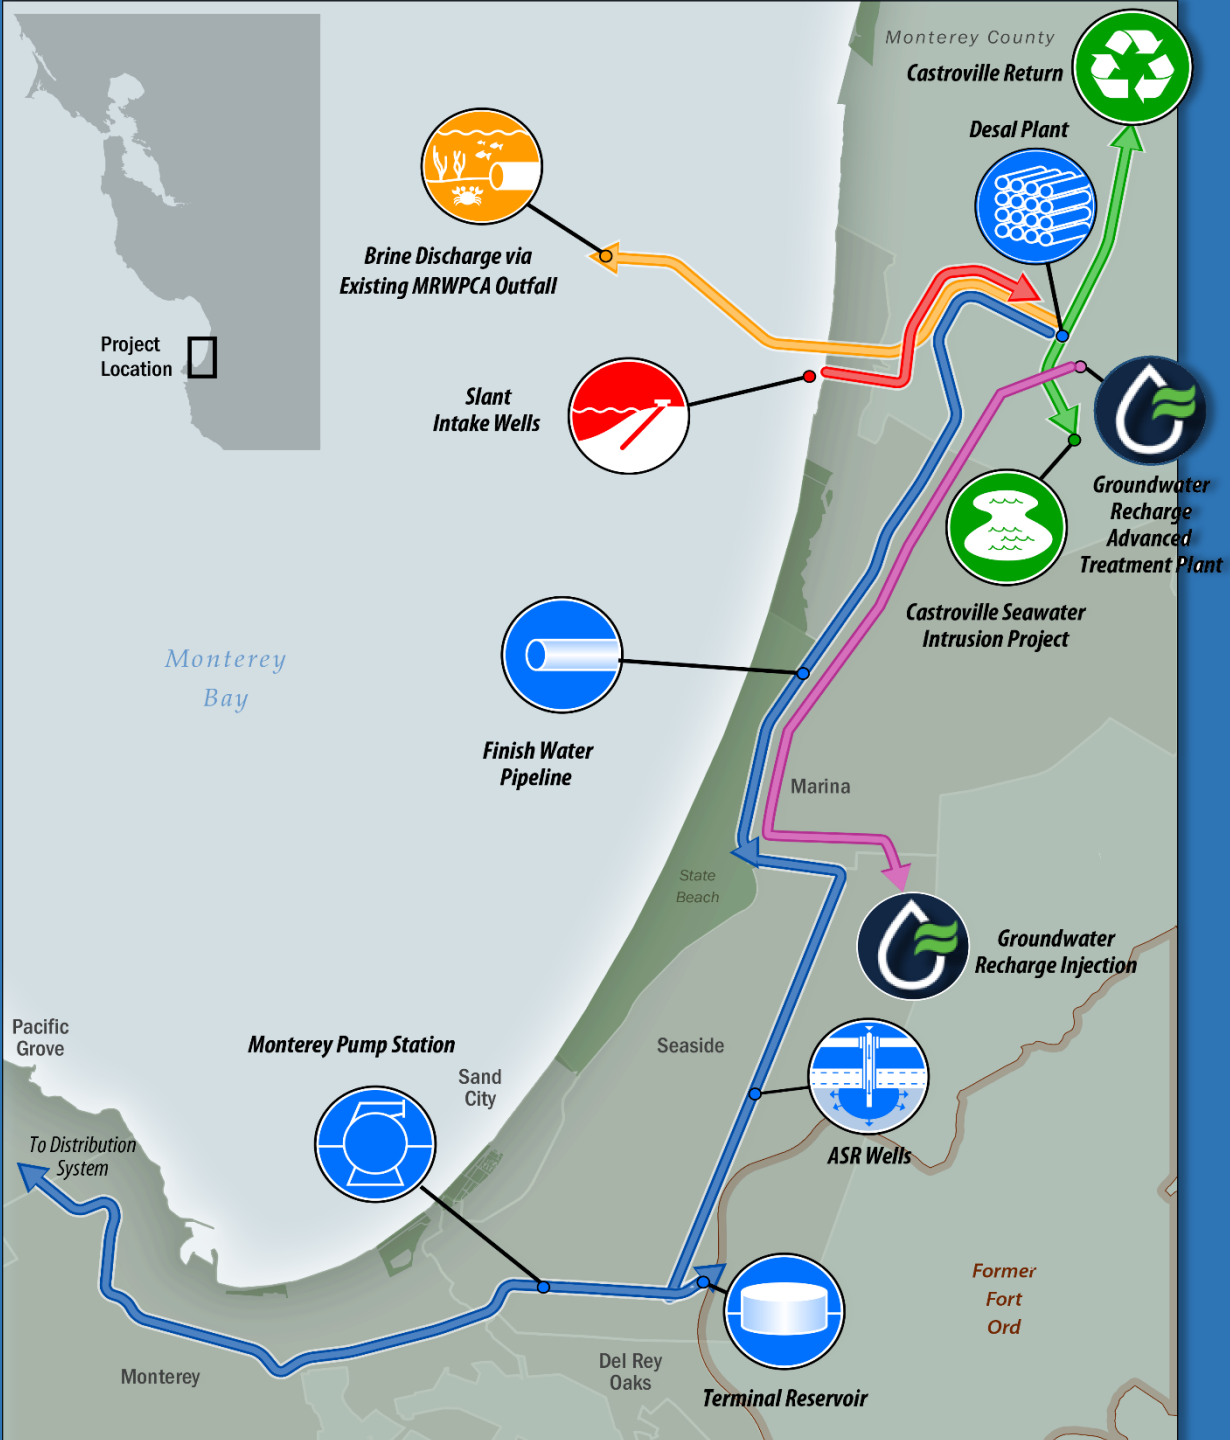 Monterey County
Castroville Return
Desal Plant
Brine Discharge via
Existing MRWPCA Outfall
Project
Location
Slant
Intake Wells
Groundwater
Recharge
Advanced
Treatment Plant
Castroville Seawater
Intrusion Project
Monterey
Bay
Finish Water
Pipeline
Marina
State
Beach
Groundwater
Recharge Injection
Pacific
Grove
Monterey Pump Station
Seaside
Sand
City
To Distribution
System
ASR Wells
Former
Fort
Ord
Del Rey
Oaks
Monterey
Terminal Reservoir